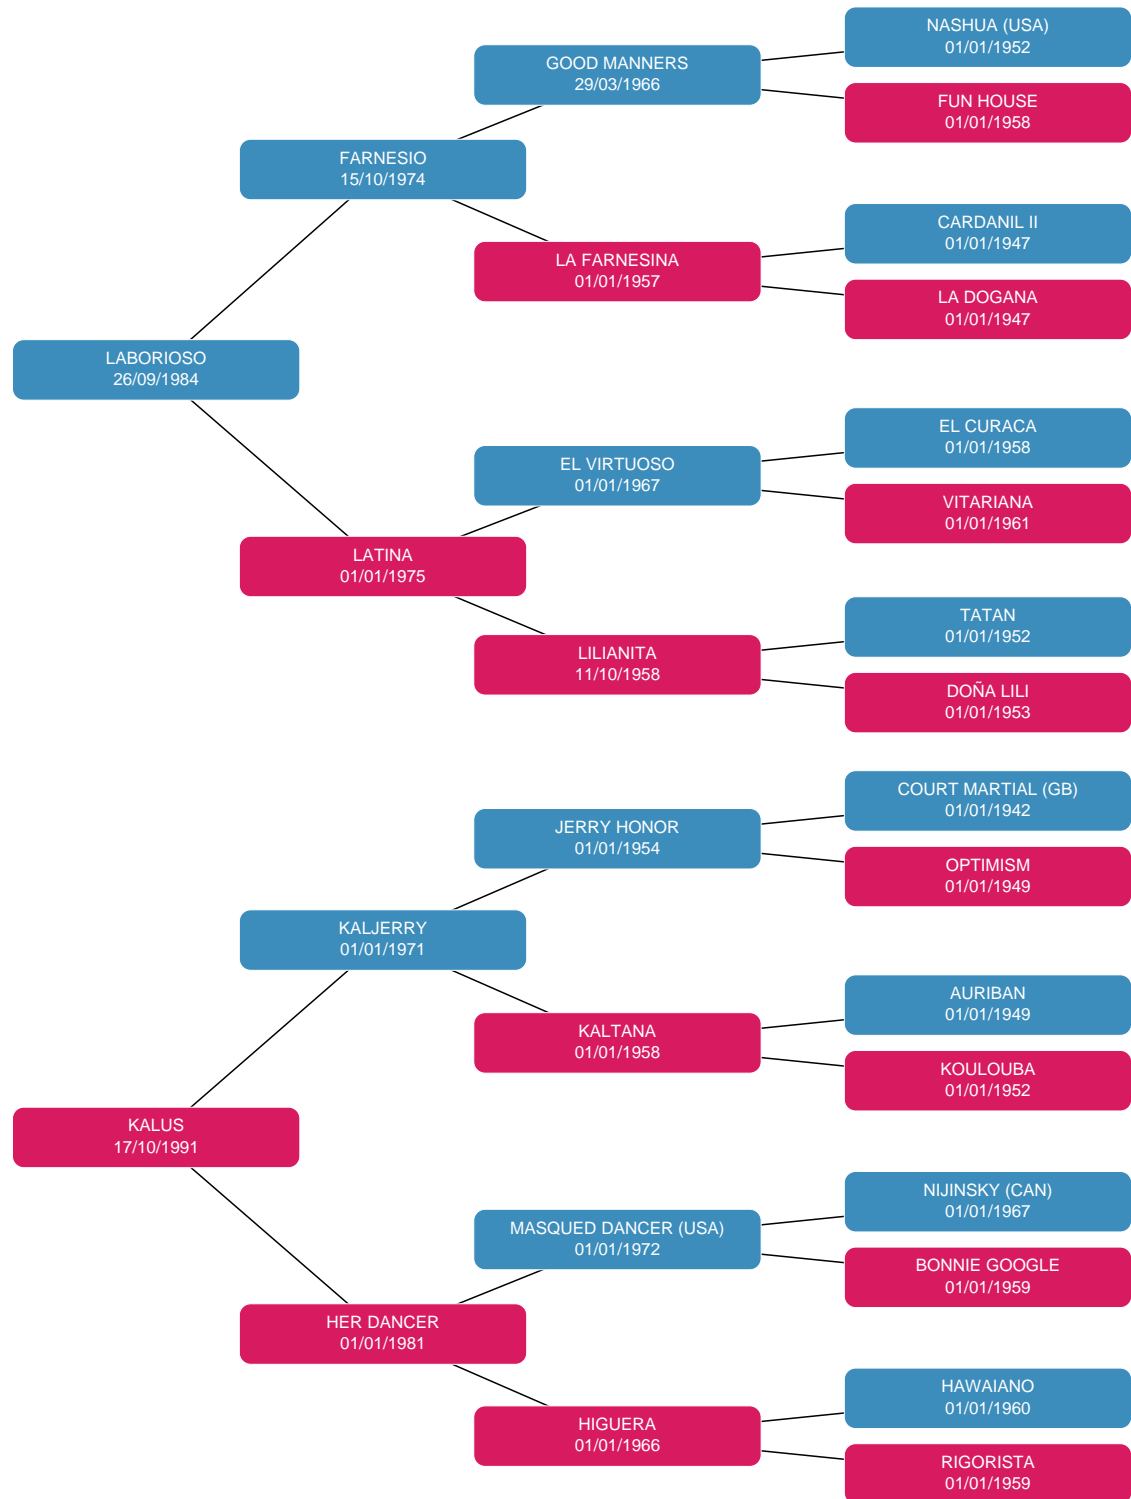 NASHUA (USA)
01/01/1952
GOOD MANNERS
29/03/1966
FUN HOUSE
01/01/1958
FARNESIO
15/10/1974
CARDANIL II
01/01/1947
LA FARNESINA
01/01/1957
LA DOGANA
01/01/1947
LABORIOSO
26/09/1984
EL CURACA
01/01/1958
EL VIRTUOSO
01/01/1967
VITARIANA
01/01/1961
LATINA
01/01/1975
TATAN
01/01/1952
LILIANITA
11/10/1958
DOÑA LILI
01/01/1953
COURT MARTIAL (GB)
01/01/1942
JERRY HONOR
01/01/1954
OPTIMISM
01/01/1949
KALJERRY
01/01/1971
AURIBAN
01/01/1949
KALTANA
01/01/1958
KOULOUBA
01/01/1952
KALUS
17/10/1991
NIJINSKY (CAN)
01/01/1967
MASQUED DANCER (USA)
01/01/1972
BONNIE GOOGLE
01/01/1959
HER DANCER
01/01/1981
HAWAIANO
01/01/1960
HIGUERA
01/01/1966
RIGORISTA
01/01/1959